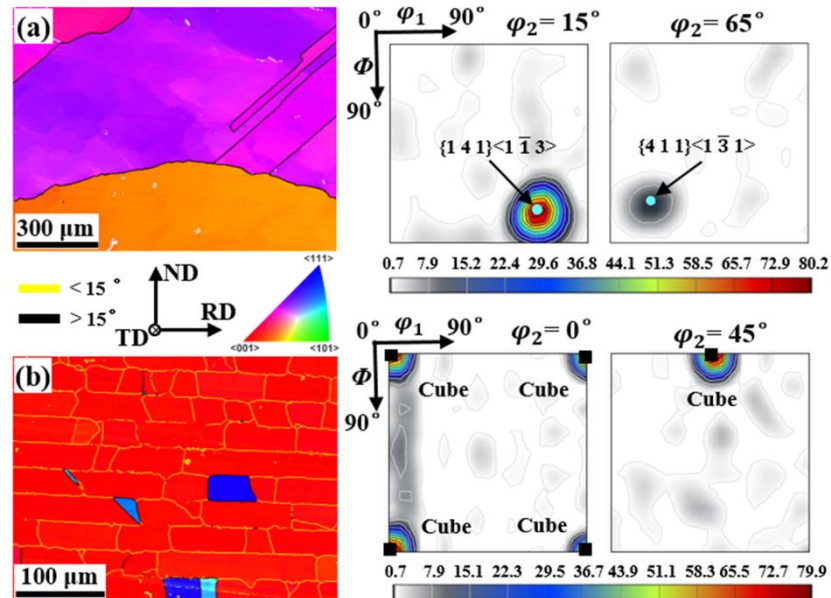 (a)
300 µm
0° φ₁ 90° φ₂ = 15° φ₂ = 65°
Φ
90°
{1 4 1}<1 1̅ 3>
{4 1 1}<1 3̅ 1>
0.7 7.9 15.2 22.4 29.6 36.8 44.1 51.3 58.5 65.7 72.9 80.2
< 15 °
> 15°
ND
RD
TD
<111>
<001>
<101>
(b)
100 µm
0° φ₁ 90° φ₂ = 0° φ₂ = 45°
Φ
90°
Cube Cube Cube
Cube Cube
0.7 7.9 15.1 22.3 29.5 36.7 43.9 51.1 58.3 65.5 72.7 79.9